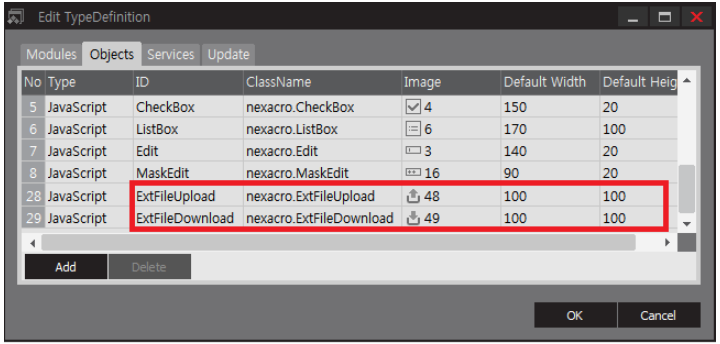 Edit TypeDefinition
Modules Objects Services Update
No Type ID ClassName Image Default Width Default Heig
5 JavaScript CheckBox nexacro.CheckBox 4 150 20
6 JavaScript ListBox nexacro.ListBox 6 170 100
7 JavaScript Edit nexacro.Edit 3 140 20
8 JavaScript MaskEdit nexacro.MaskEdit 16 90 20
28 JavaScript ExtFileUpload nexacro.ExtFileUpload 48 100 100
29 JavaScript ExtFileDownload nexacro.ExtFileDownload 49 100 100
Add Delete
OK Cancel